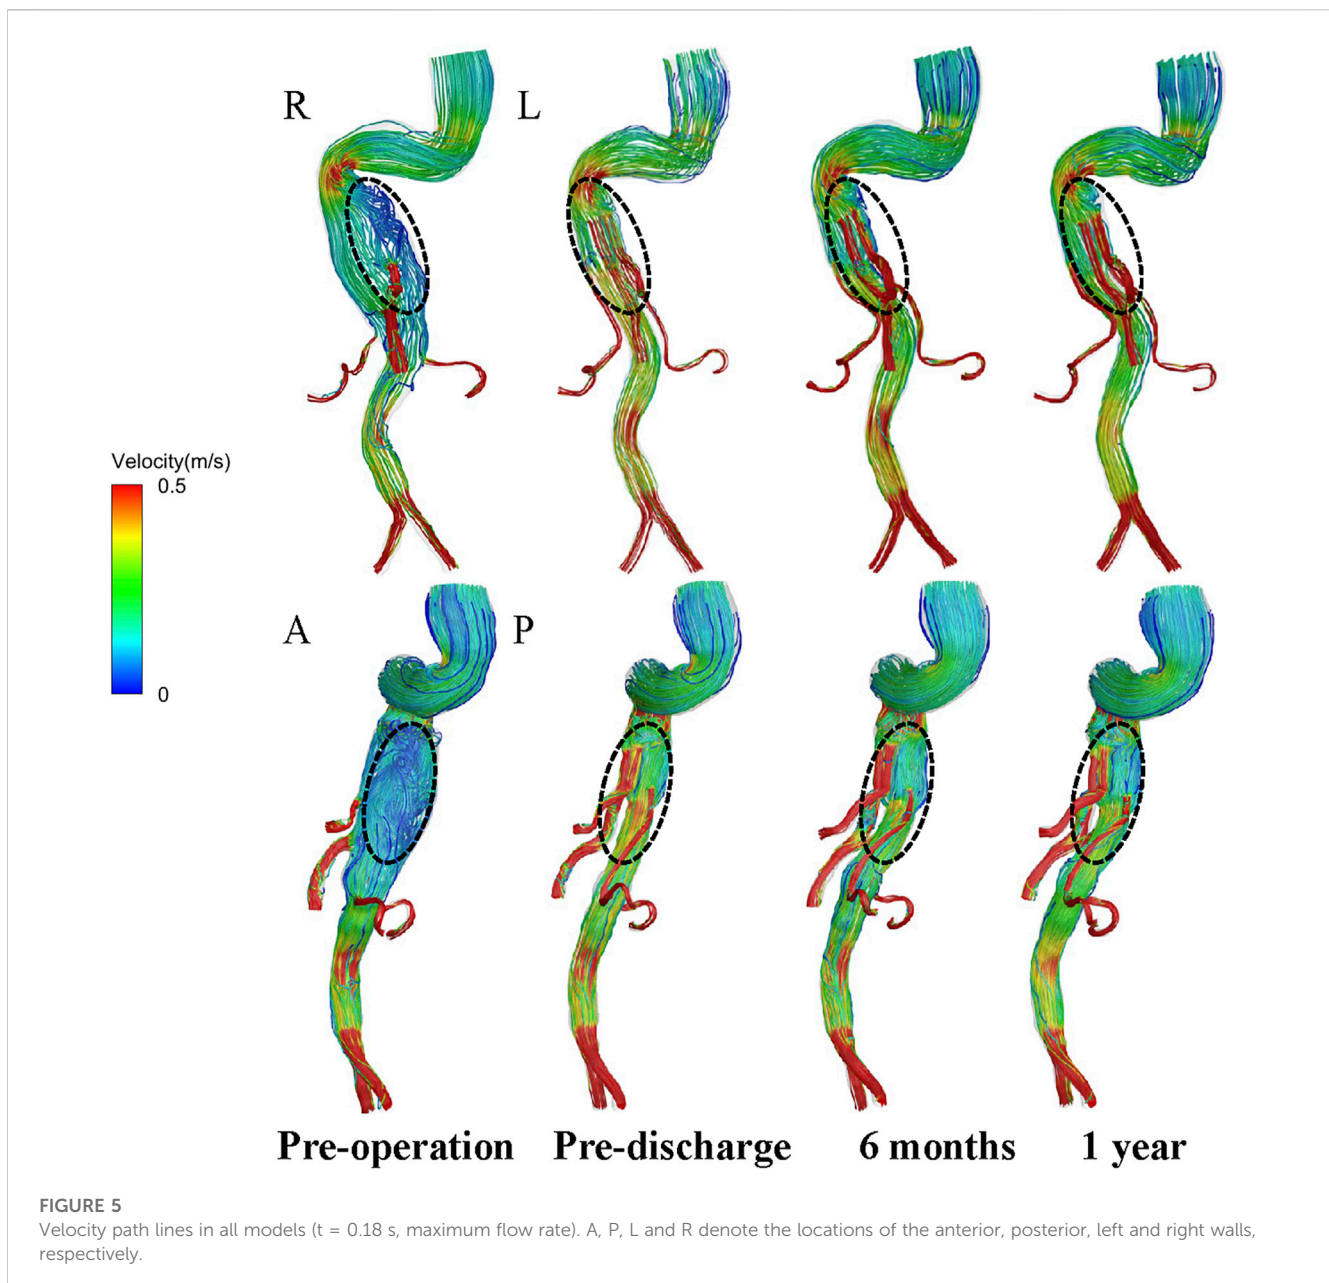 R L
A P
Velocity(m/s)
0.5
0
Pre-operation Pre-discharge 6 months 1 year
FIGURE 5
Velocity path lines in all models (t = 0.18 s, maximum flow rate). A, P, L and R denote the locations of the anterior, posterior, left and right walls,
respectively.